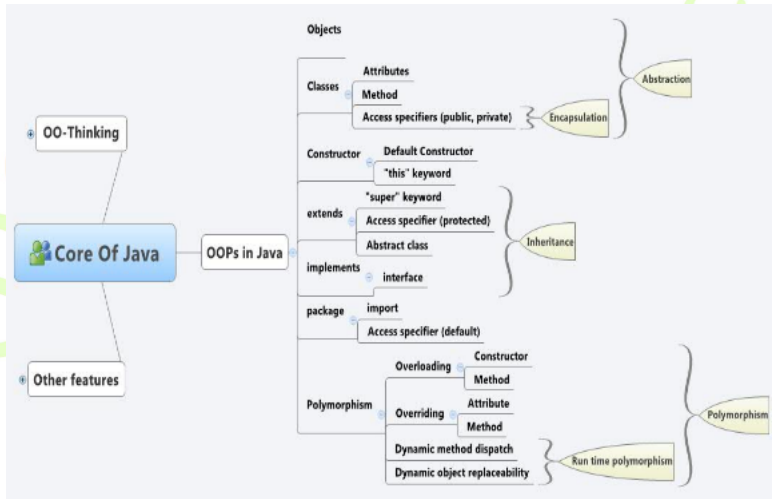 Core Of Java
OO-Thinking
OOPs in Java
Other features
Objects
Classes
Attributes
Method
Access specifiers (public, private)
Encapsulation
Abstraction
Constructor
Default Constructor
"this" keyword
extends
"super" keyword
Access specifier (protected)
Abstract class
implements
interface
Inheritance
package
import
Access specifier (default)
Polymorphism
Overloading
Constructor
Method
Overriding
Attribute
Method
Dynamic method dispatch
Dynamic object replaceability
Run time polymorphism
Polymorphism